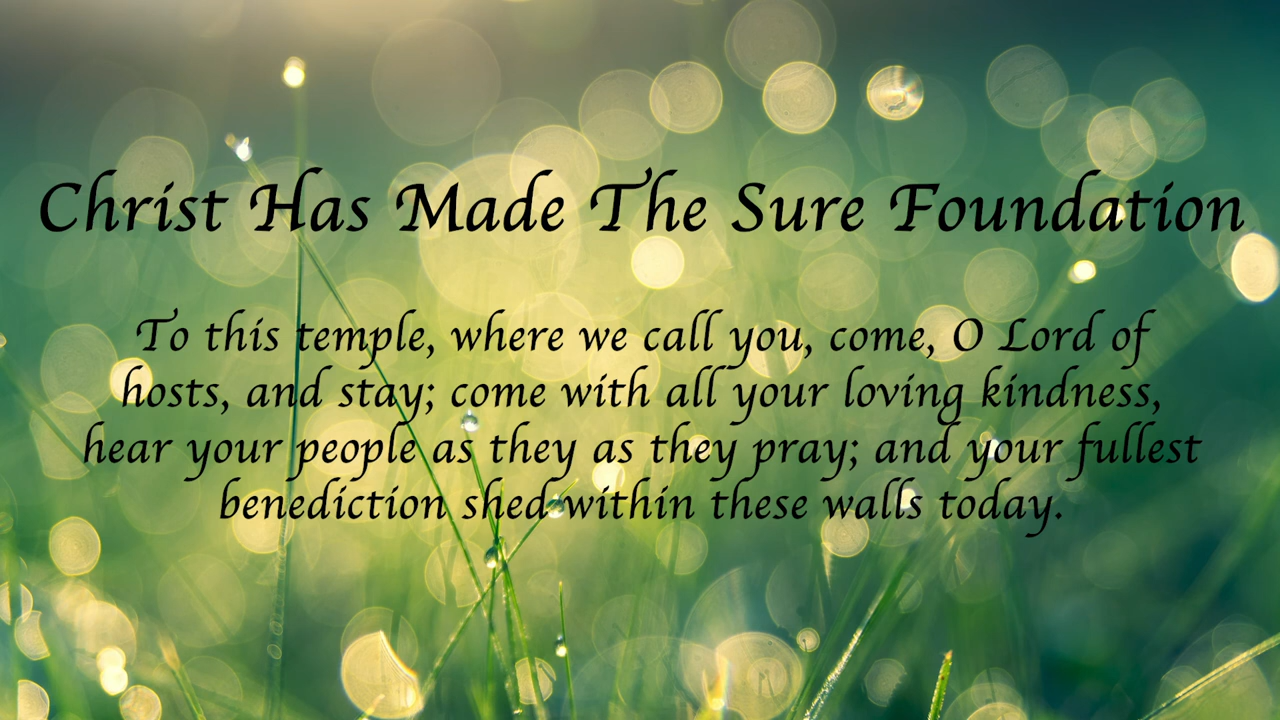 Christ Has Made The Sure Foundation
To this temple, where we call you, come, O Lord of
hosts, and stay; come with all your loving kindness,
hear your people as they as they pray; and your fullest
benediction shed within these walls today.